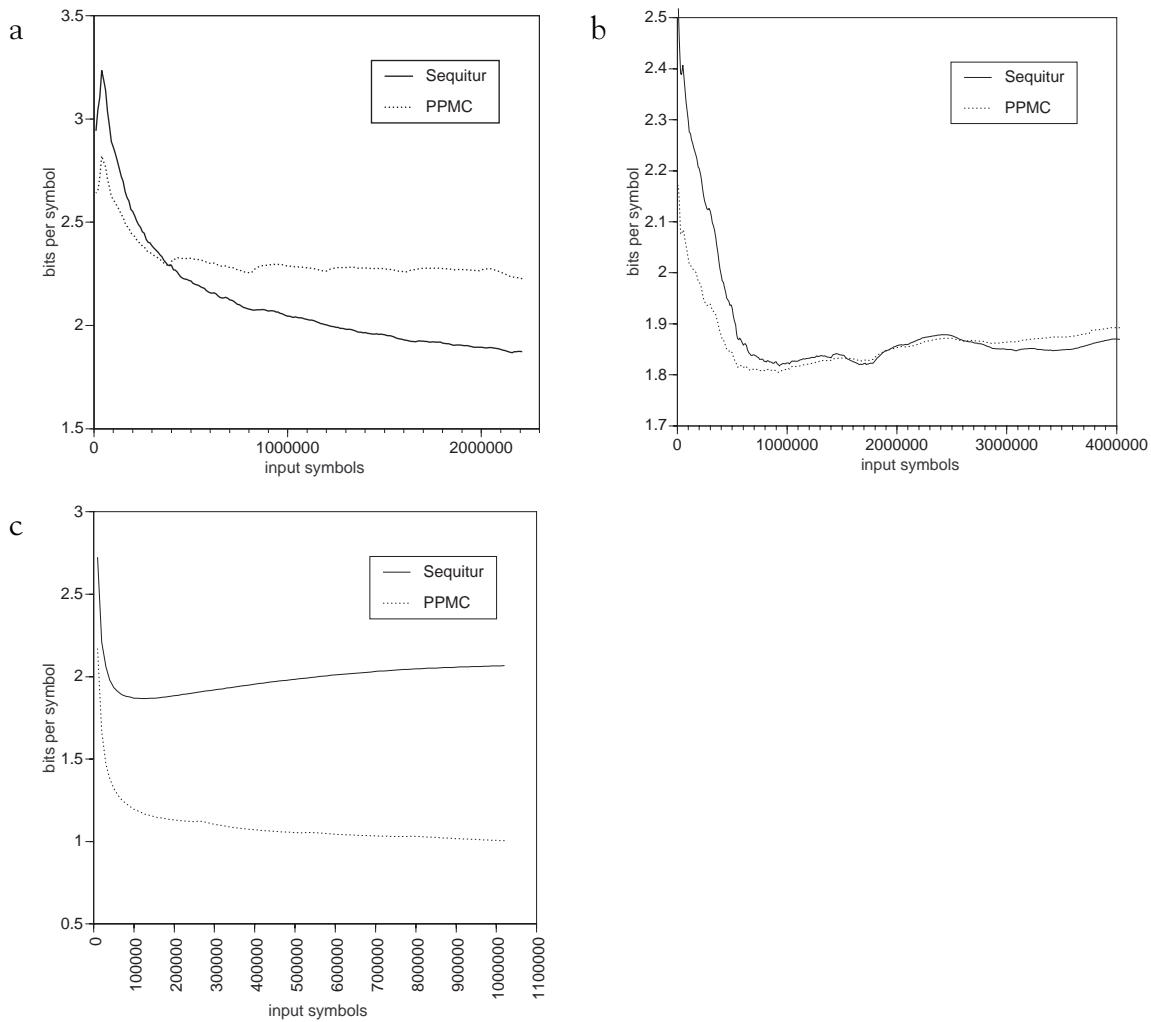 a
3.5
3
2.5
2
1.5
bits per symbol
Sequitur
PPMC
0
1000000
2000000
input symbols
b
2.5
2.4
2.3
2.2
2.1
2
1.9
1.8
1.7
bits per symbol
Sequitur
PPMC
0
1000000
2000000
3000000
4000000
input symbols
c
3
2.5
2
1.5
1
0.5
bits per symbol
Sequitur
PPMC
0
100000
200000
300000
400000
500000
600000
700000
800000
900000
1000000
1100000
input symbols